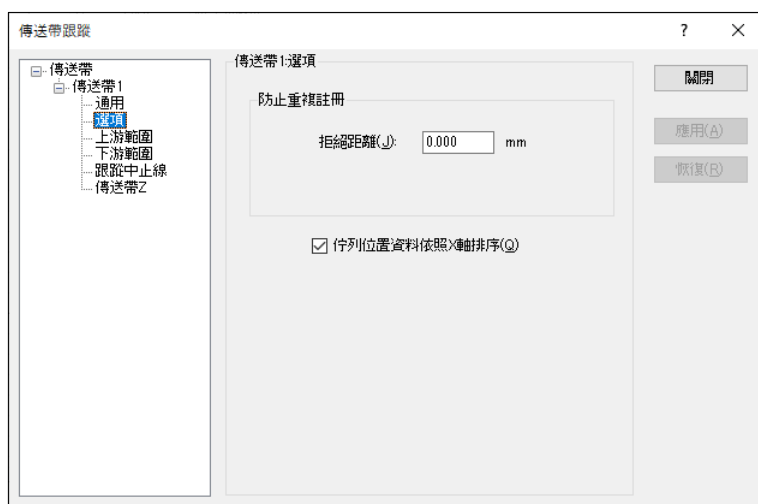 傳送帶跟蹤
?
傳送帶
傳送帶1
通用
選項
上游範圍
下游範圍
跟蹤中止線
傳送帶Z
傳送帶1:選項
防止重複註冊
拒絕距離(J): 0.000 mm
佇列位置資料依照X軸排序(Q)
關閉
應用(A)
恢復(R)